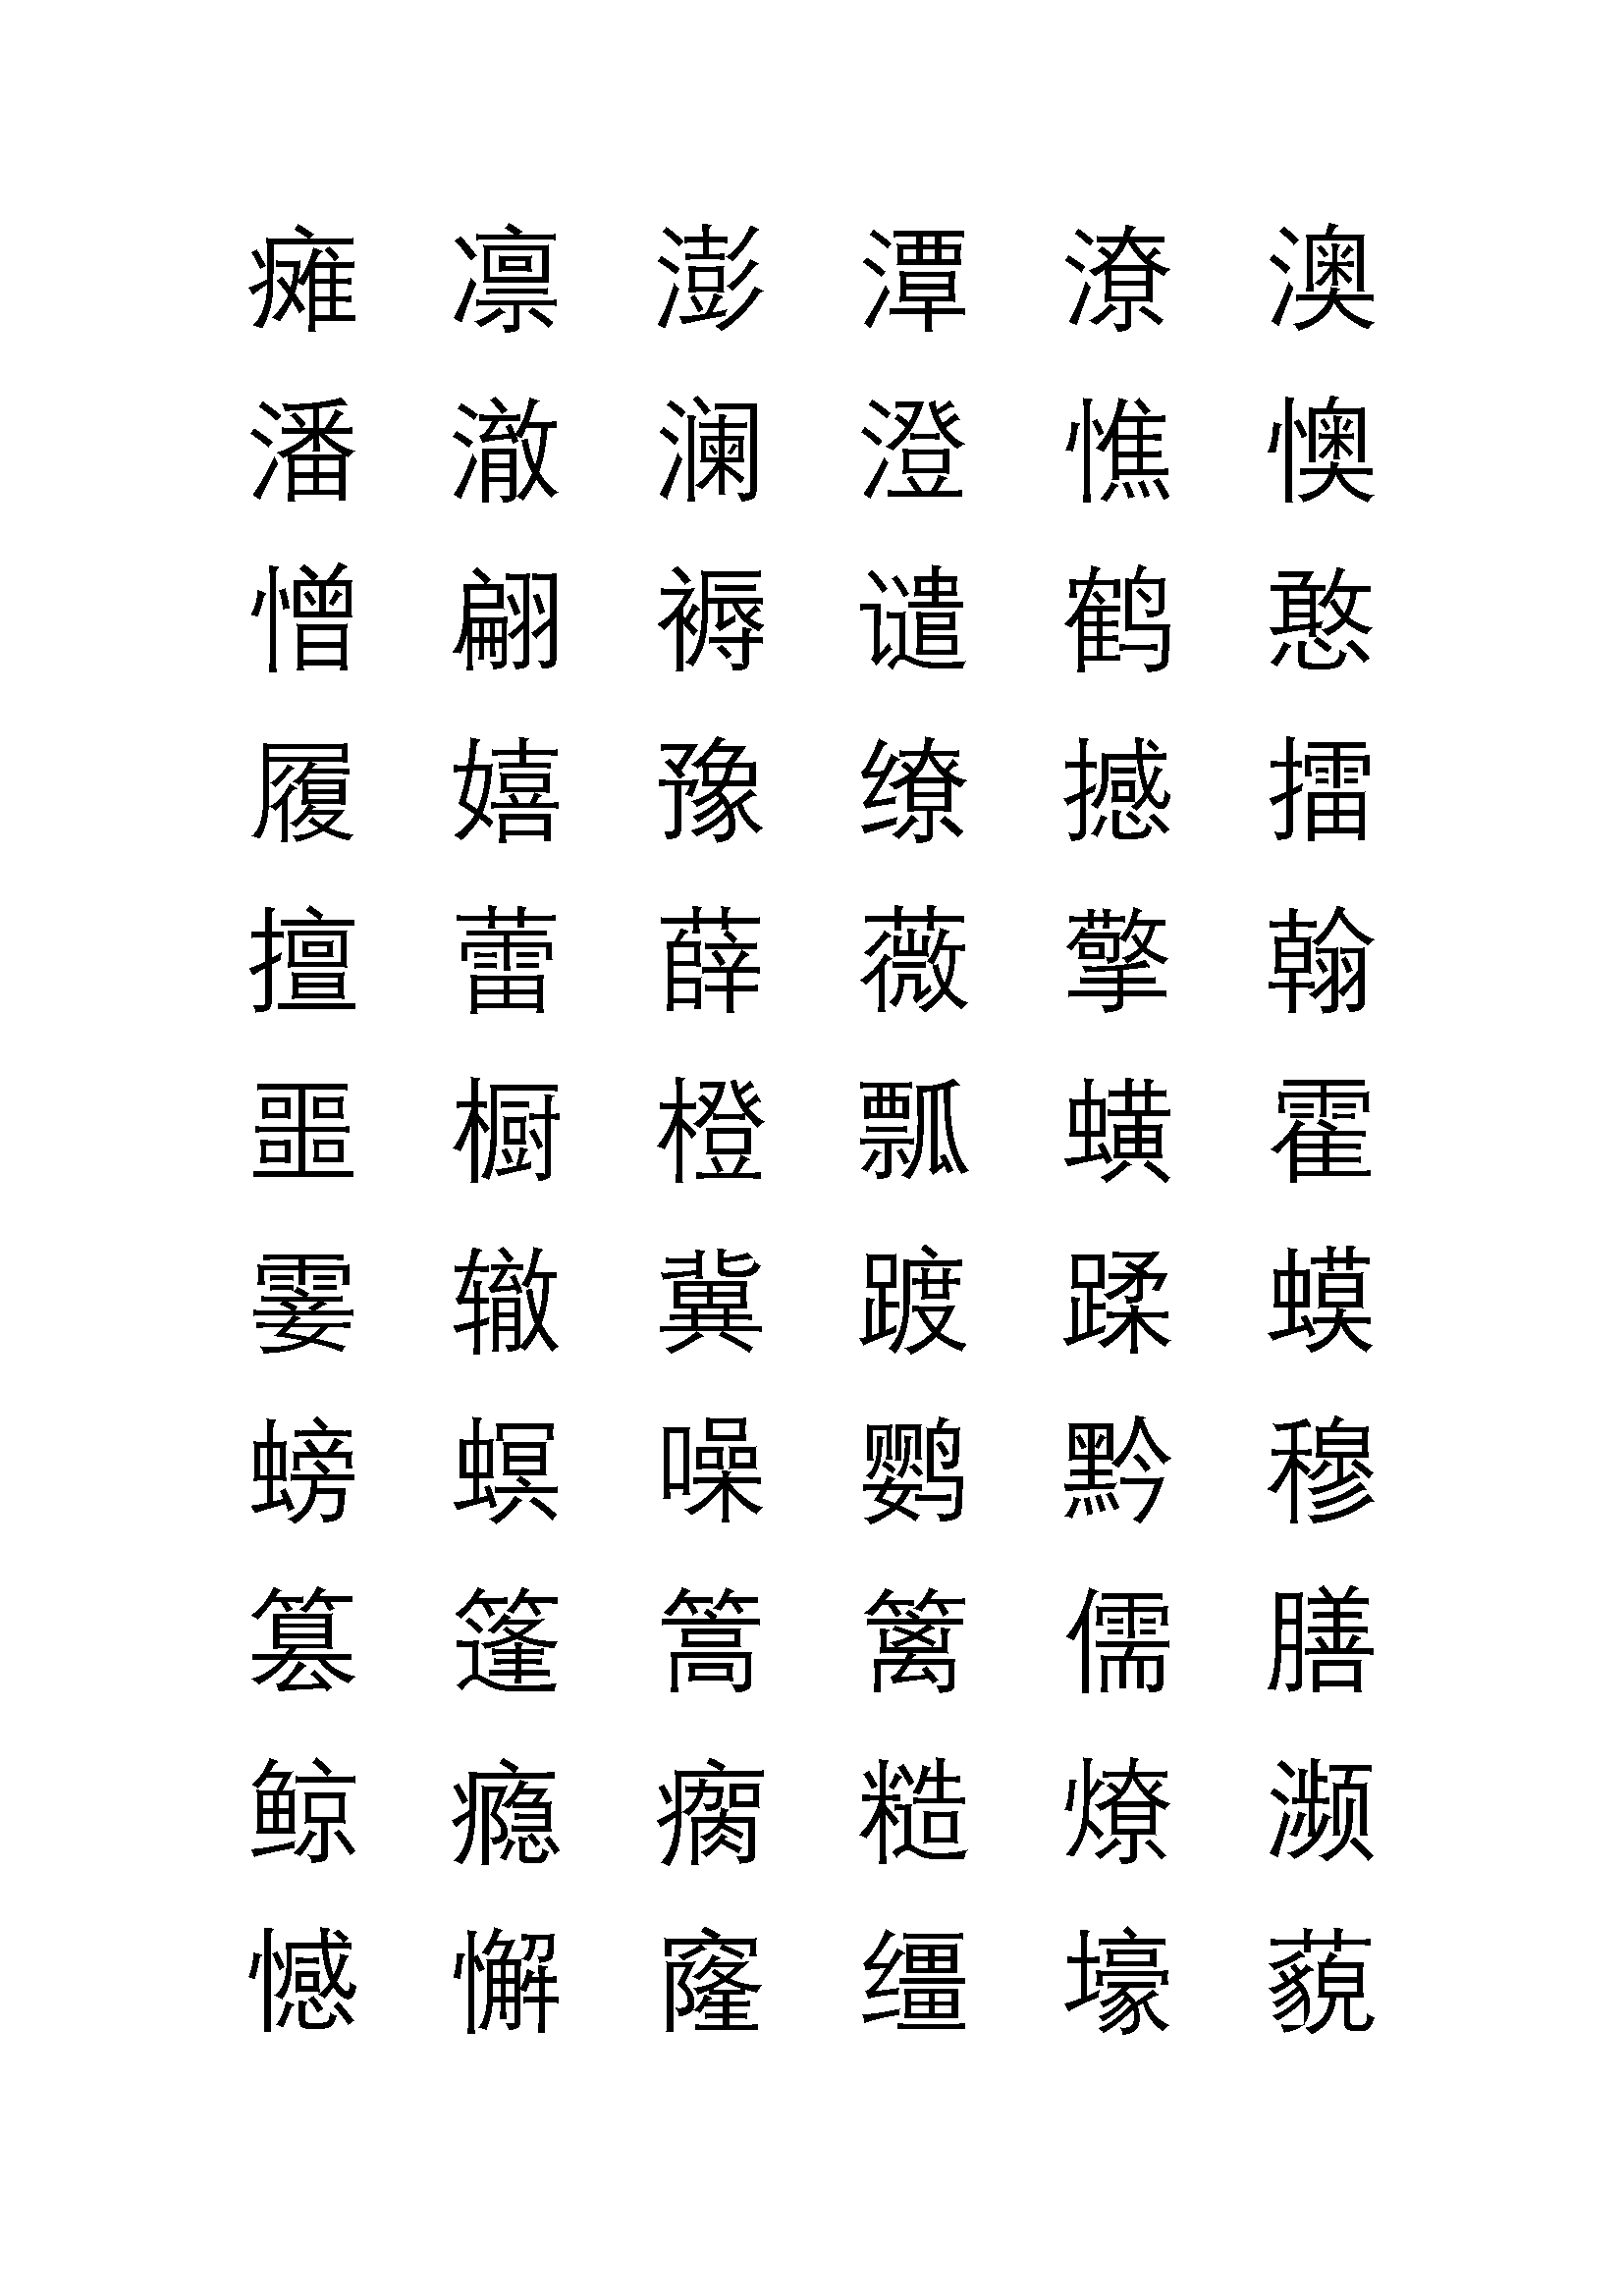 瘫 凛 澎 潭 潦 澳
潘 澈 澜 澄 憔 懊
憎 翩 褥 谴 鹤 憨
履 嬉 豫 缭 撼 擂
擅 蕾 薛 薇 擎 翰
噩 橱 橙 瓢 蟥 霍
霎 辙 冀 踱 蹂 蟆
螃 螟 噪 鹦 黔 穆
篡 篷 篙 篱 儒 膳
鲸 瘾 瘸 糙 燎 濒
憾 懈 窿 缰 壕 藐